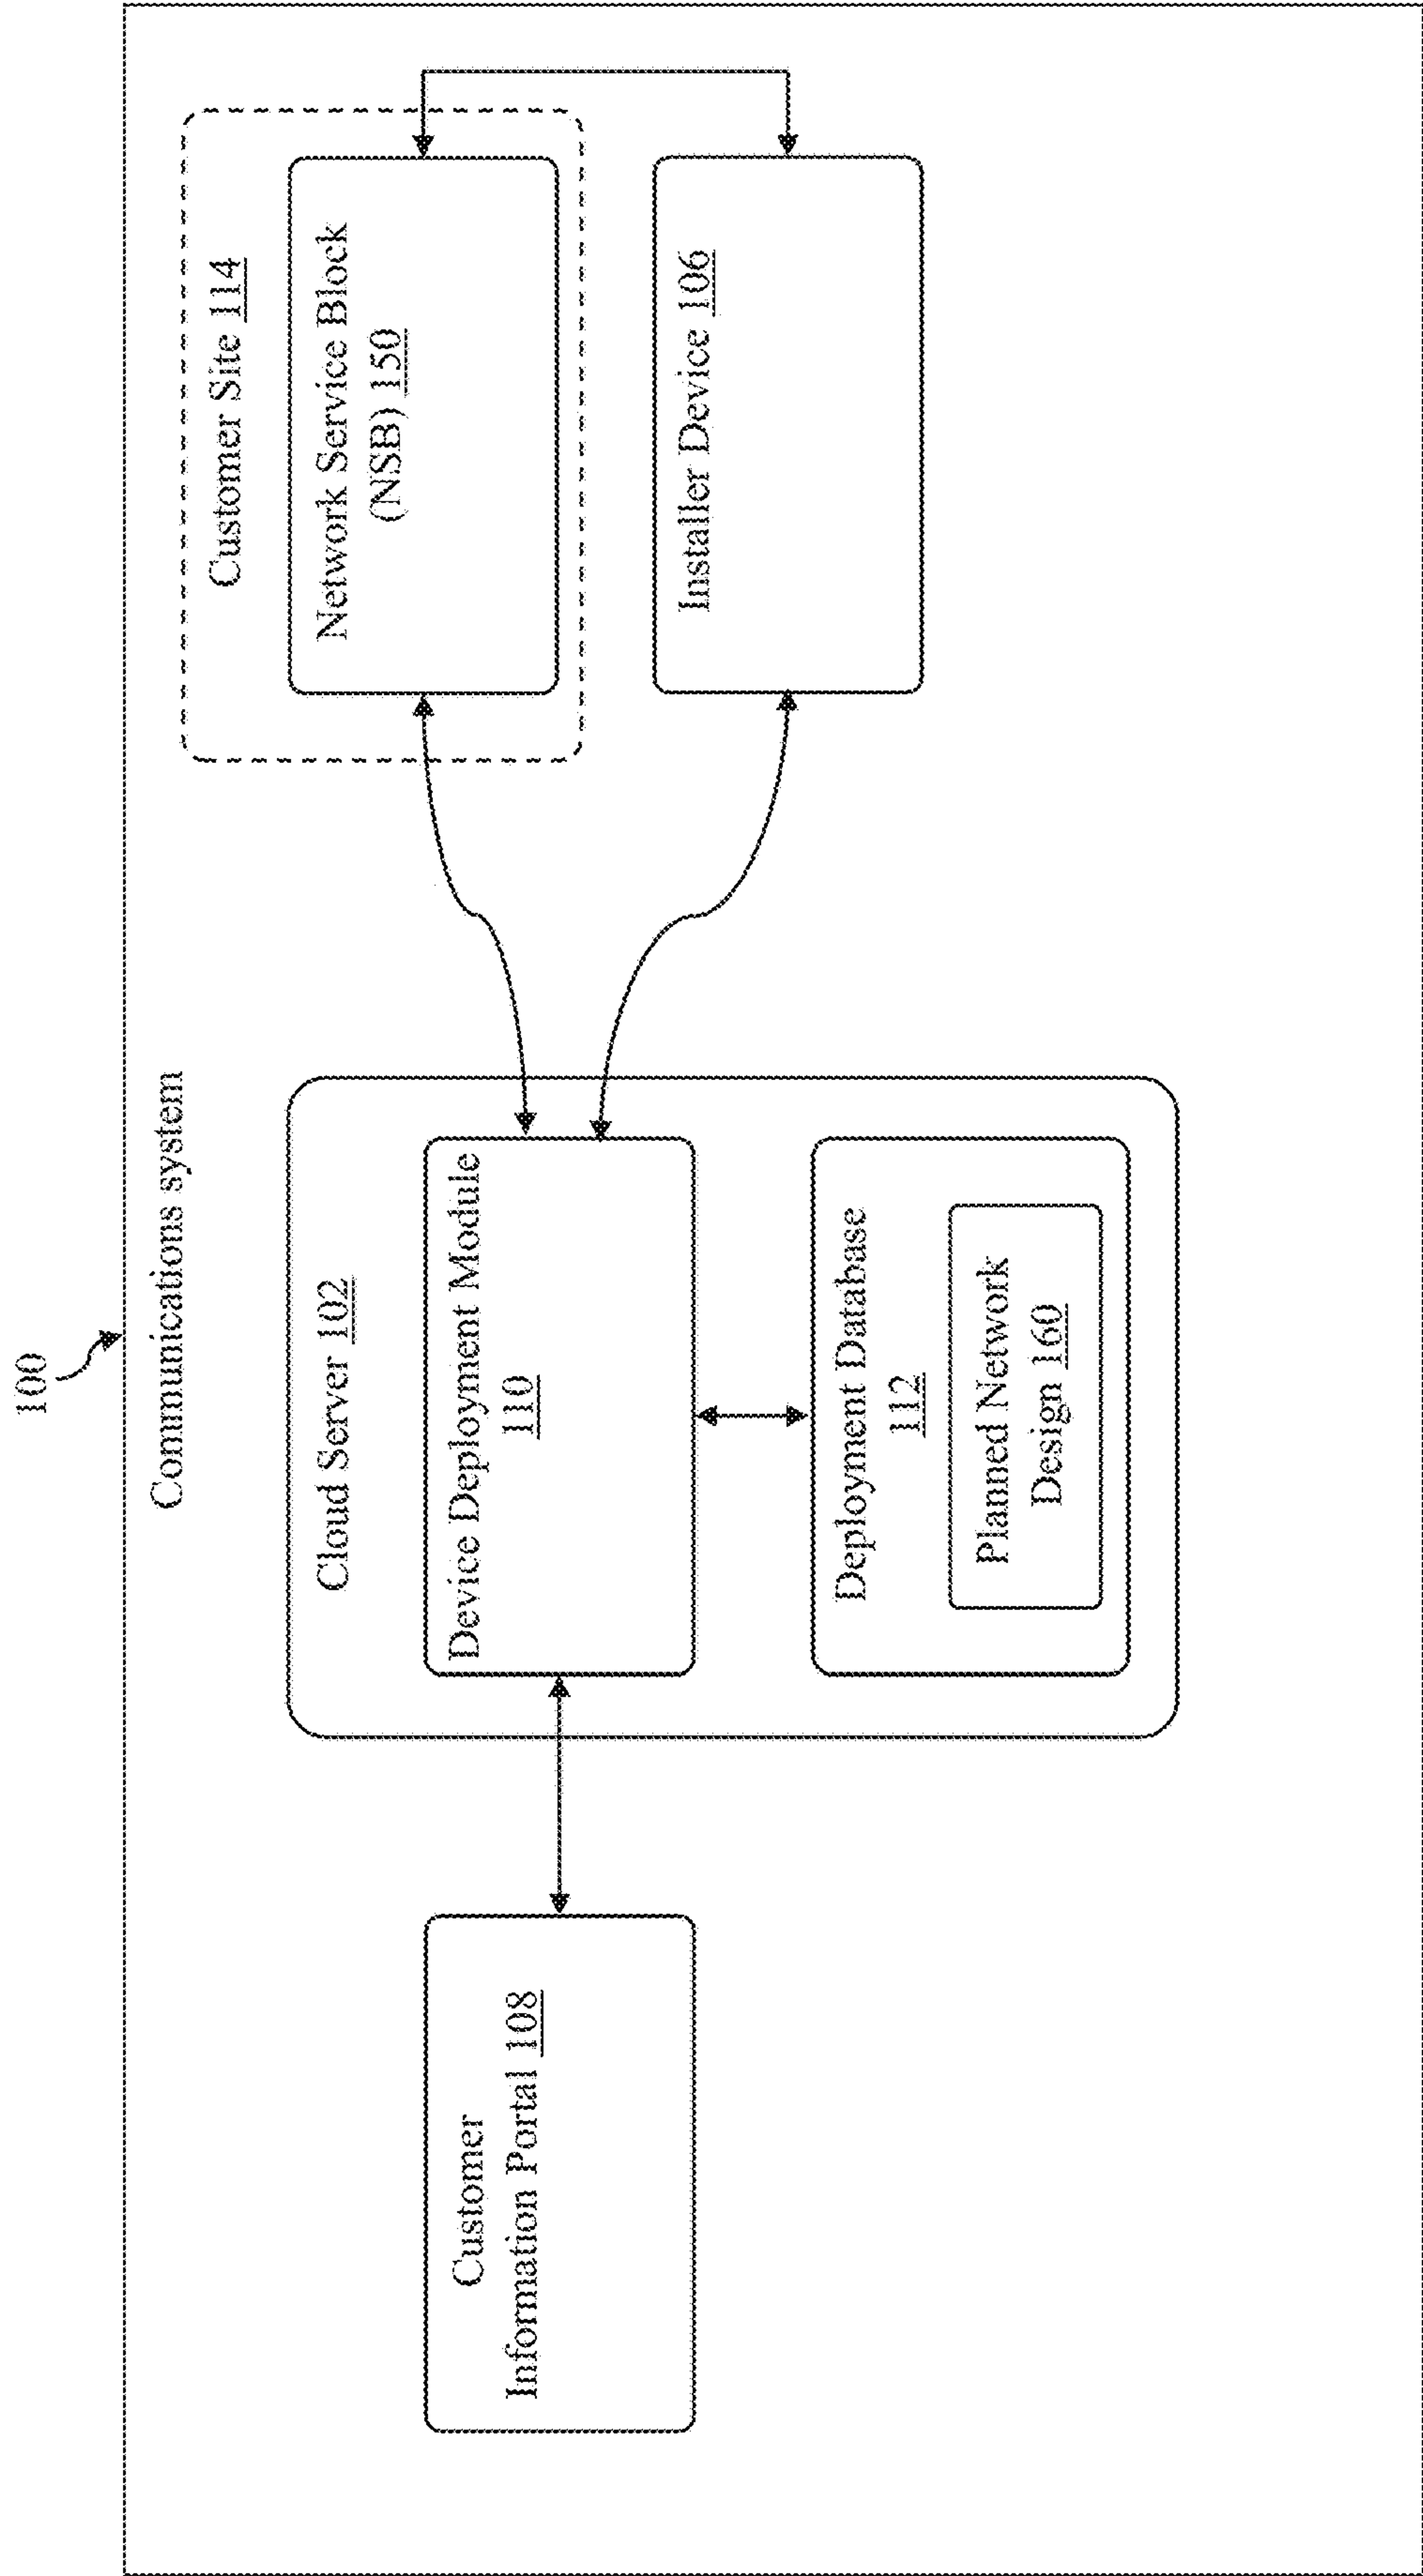 100
Communications system
Customer
Information Portal 108
Cloud Server 102
Device Deployment Module
110
Deployment Database
112
Planned Network
Design 160
Customer Site 114
Network Service Block
(NSB) 150
Installer Device 106